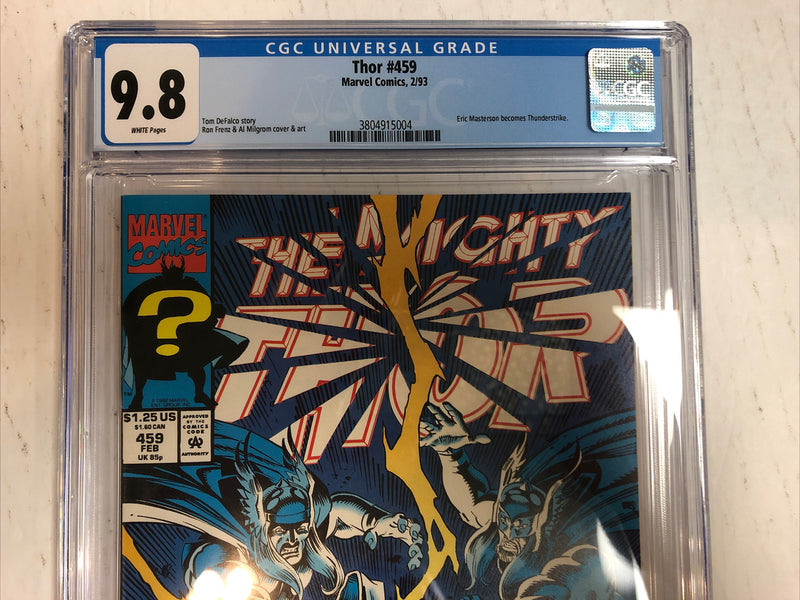 CGC UNIVERSAL GRADE
9.8
WHITE Pages
Thor #459
Marvel Comics, 2/93
Tom DeFalco story
Ron Frenz & Al Milgrom cover & art
Eric Masterson becomes Thunderstrike.
3804915004
CGC
CGC
MARVEL
COMICS
?
THE MIGHTY
THOR
$1.25 US
$1.60 CAN
459
FEB
UK 85p
APPROVED
BY THE
COMICS
CODE
AUTHORITY